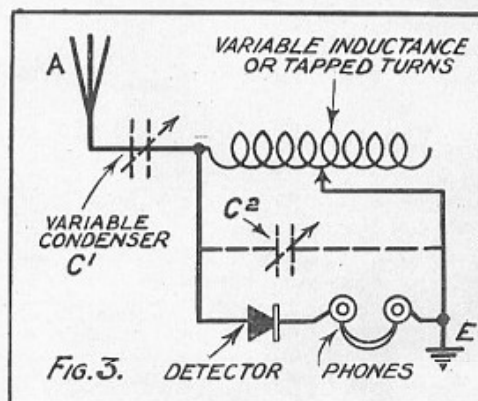 A
VARIABLE INDUCTANCE
OR TAPPED TURNS
VARIABLE
CONDENSER
C¹
C²
E
FIG.3.
DETECTOR
PHONES